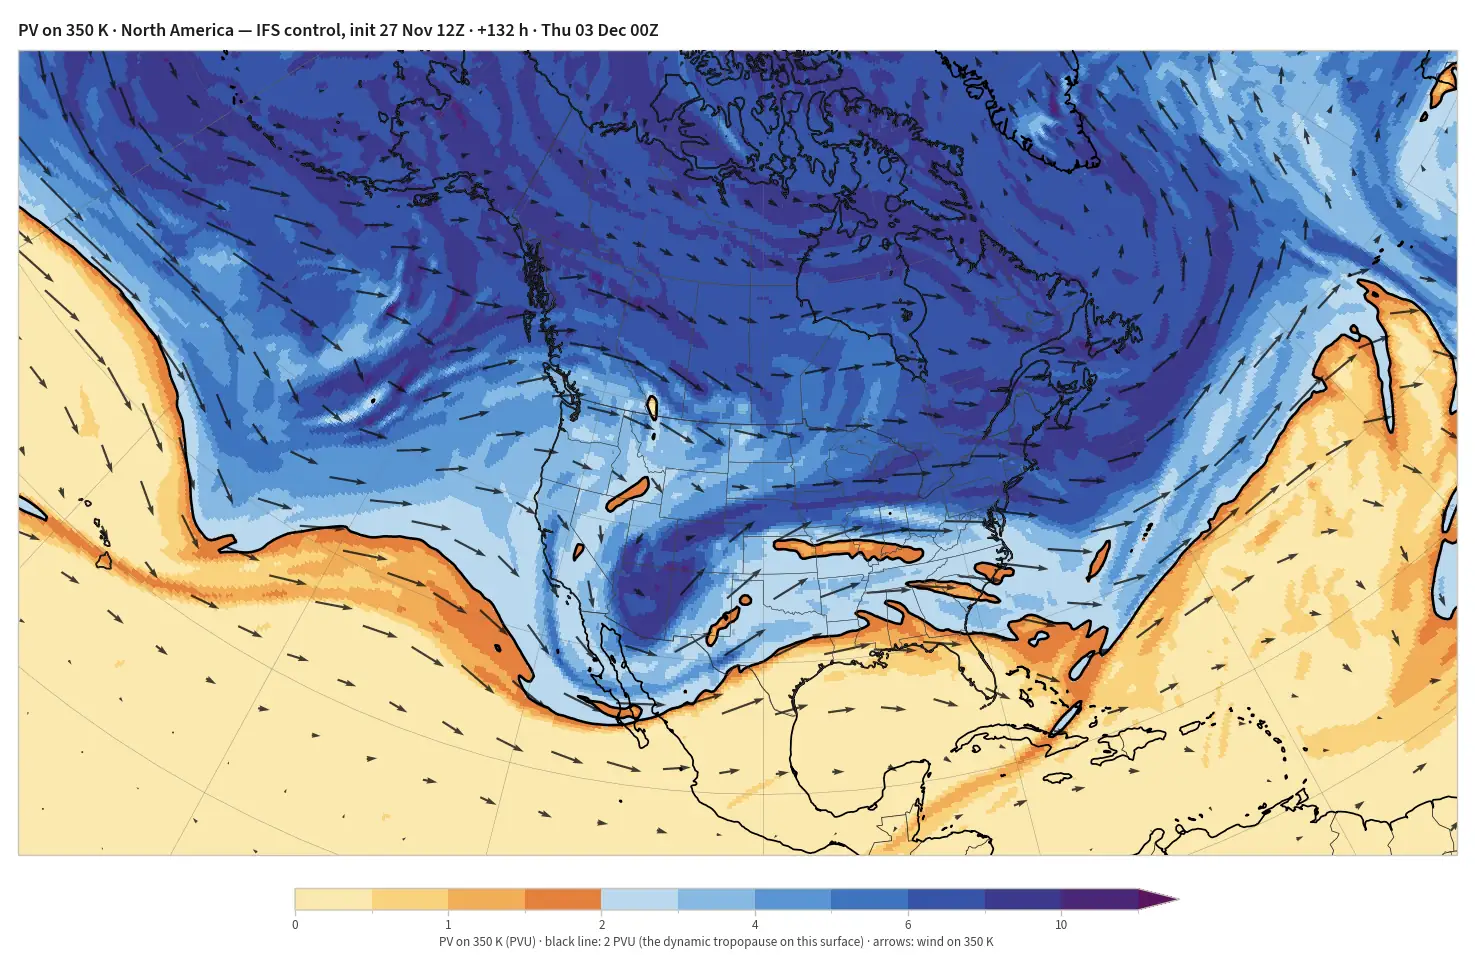 PV on 350 K · North America — IFS control, init 27 Nov 12Z · +132 h · Thu 03 Dec 00Z
0 1 2 4 6 10
PV on 350 K (PVU) · black line: 2 PVU (the dynamic tropopause on this surface) · arrows: wind on 350 K